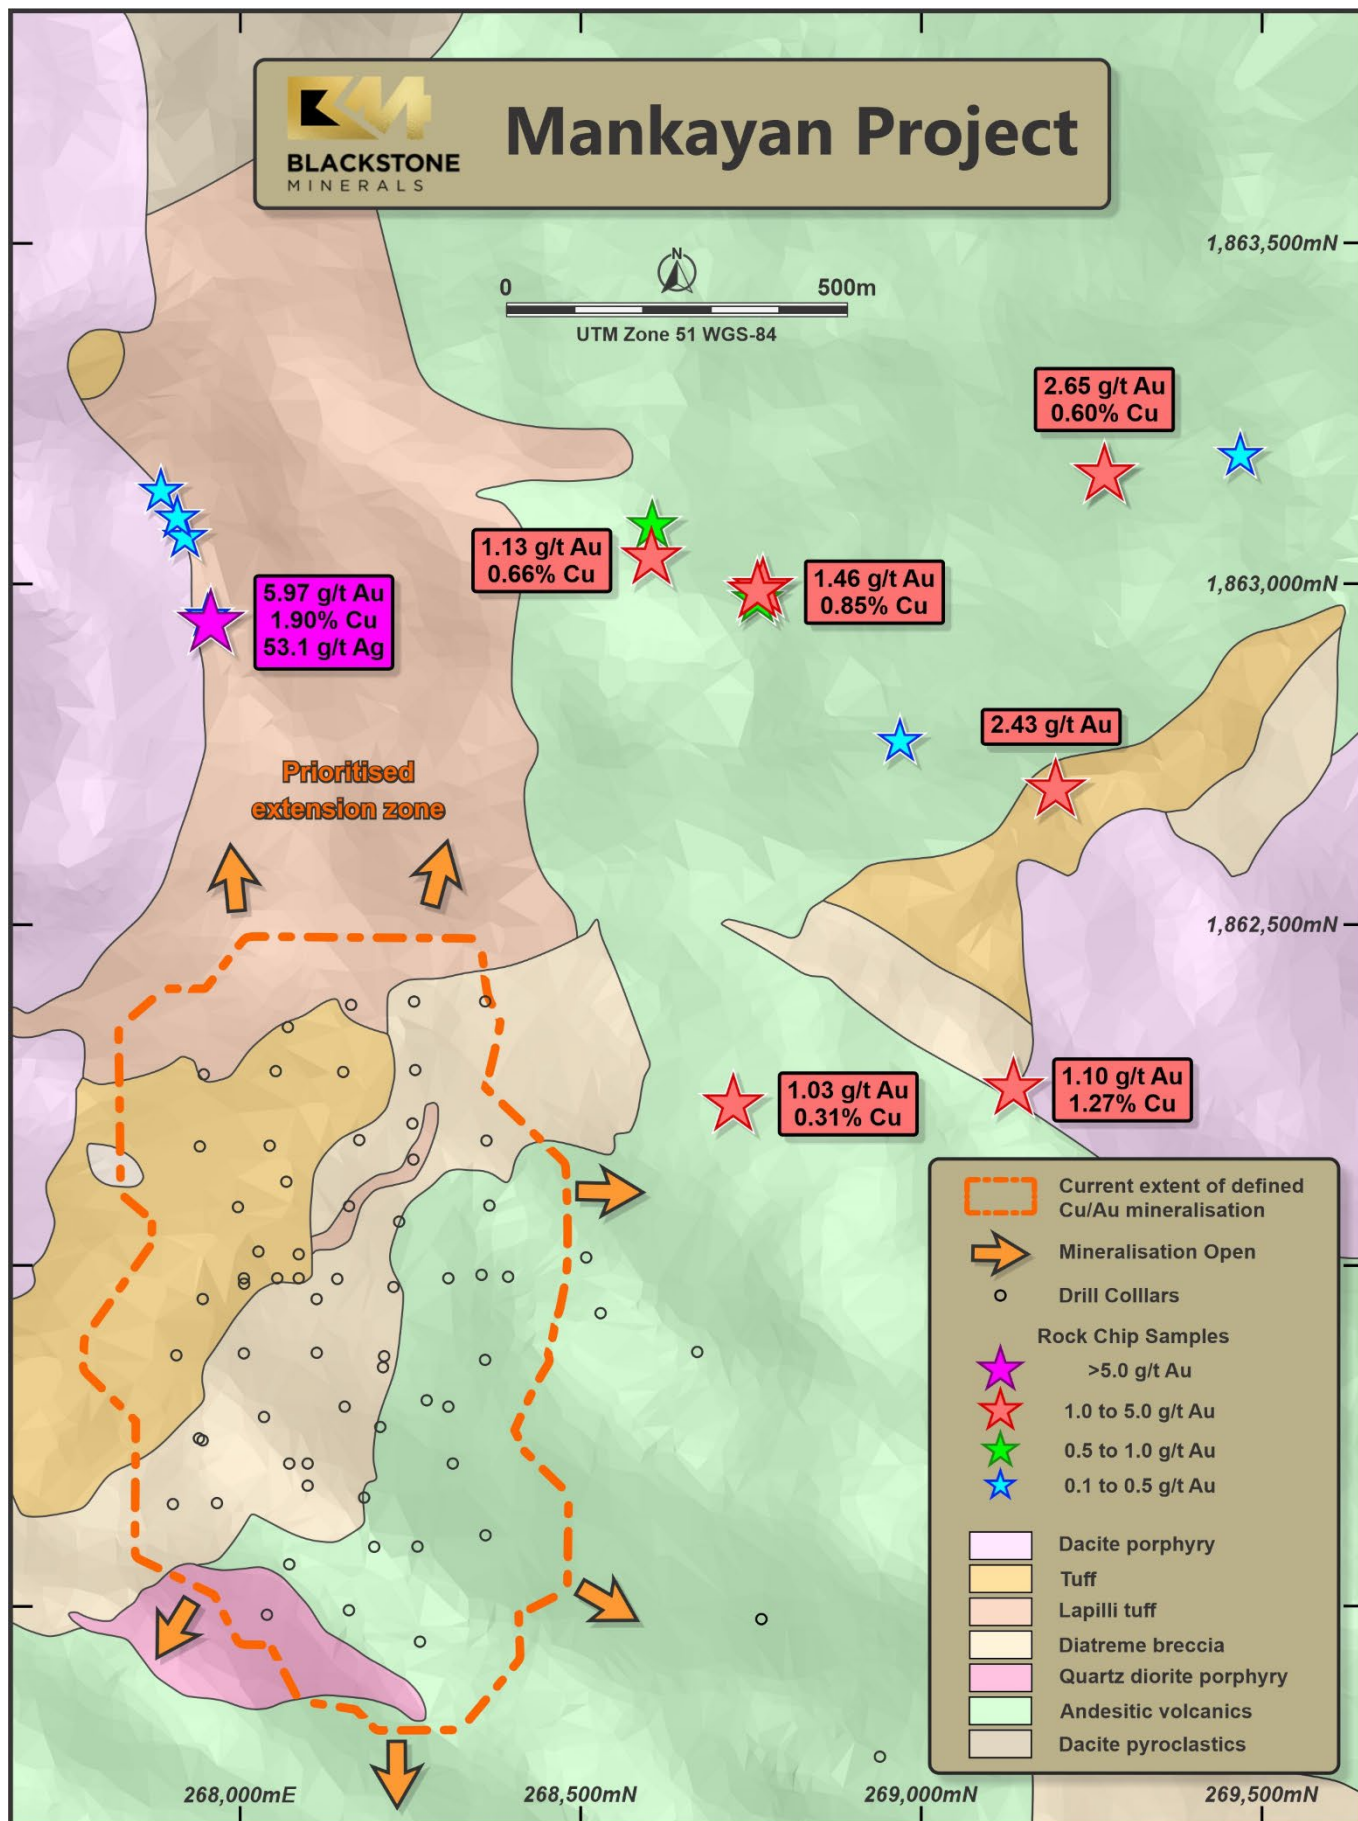 BLACKSTONE
MINERALS
Mankayan Project
1,863,500mN
N
0 500m
UTM Zone 51 WGS-84
2.65 g/t Au
0.60% Cu
1.13 g/t Au
0.66% Cu
1.46 g/t Au
0.85% Cu
1,863,000mN
5.97 g/t Au
1.90% Cu
53.1 g/t Ag
2.43 g/t Au
Prioritised
extension zone
1,862,500mN
1.03 g/t Au
0.31% Cu
1.10 g/t Au
1.27% Cu
Current extent of defined
Cu/Au mineralisation
Mineralisation Open
Drill Colllars
Rock Chip Samples
>5.0 g/t Au
1.0 to 5.0 g/t Au
0.5 to 1.0 g/t Au
0.1 to 0.5 g/t Au
Dacite porphyry
Tuff
Lapilli tuff
Diatreme breccia
Quartz diorite porphyry
Andesitic volcanics
Dacite pyroclastics
268,000mE
268,500mN
269,000mN
269,500mN